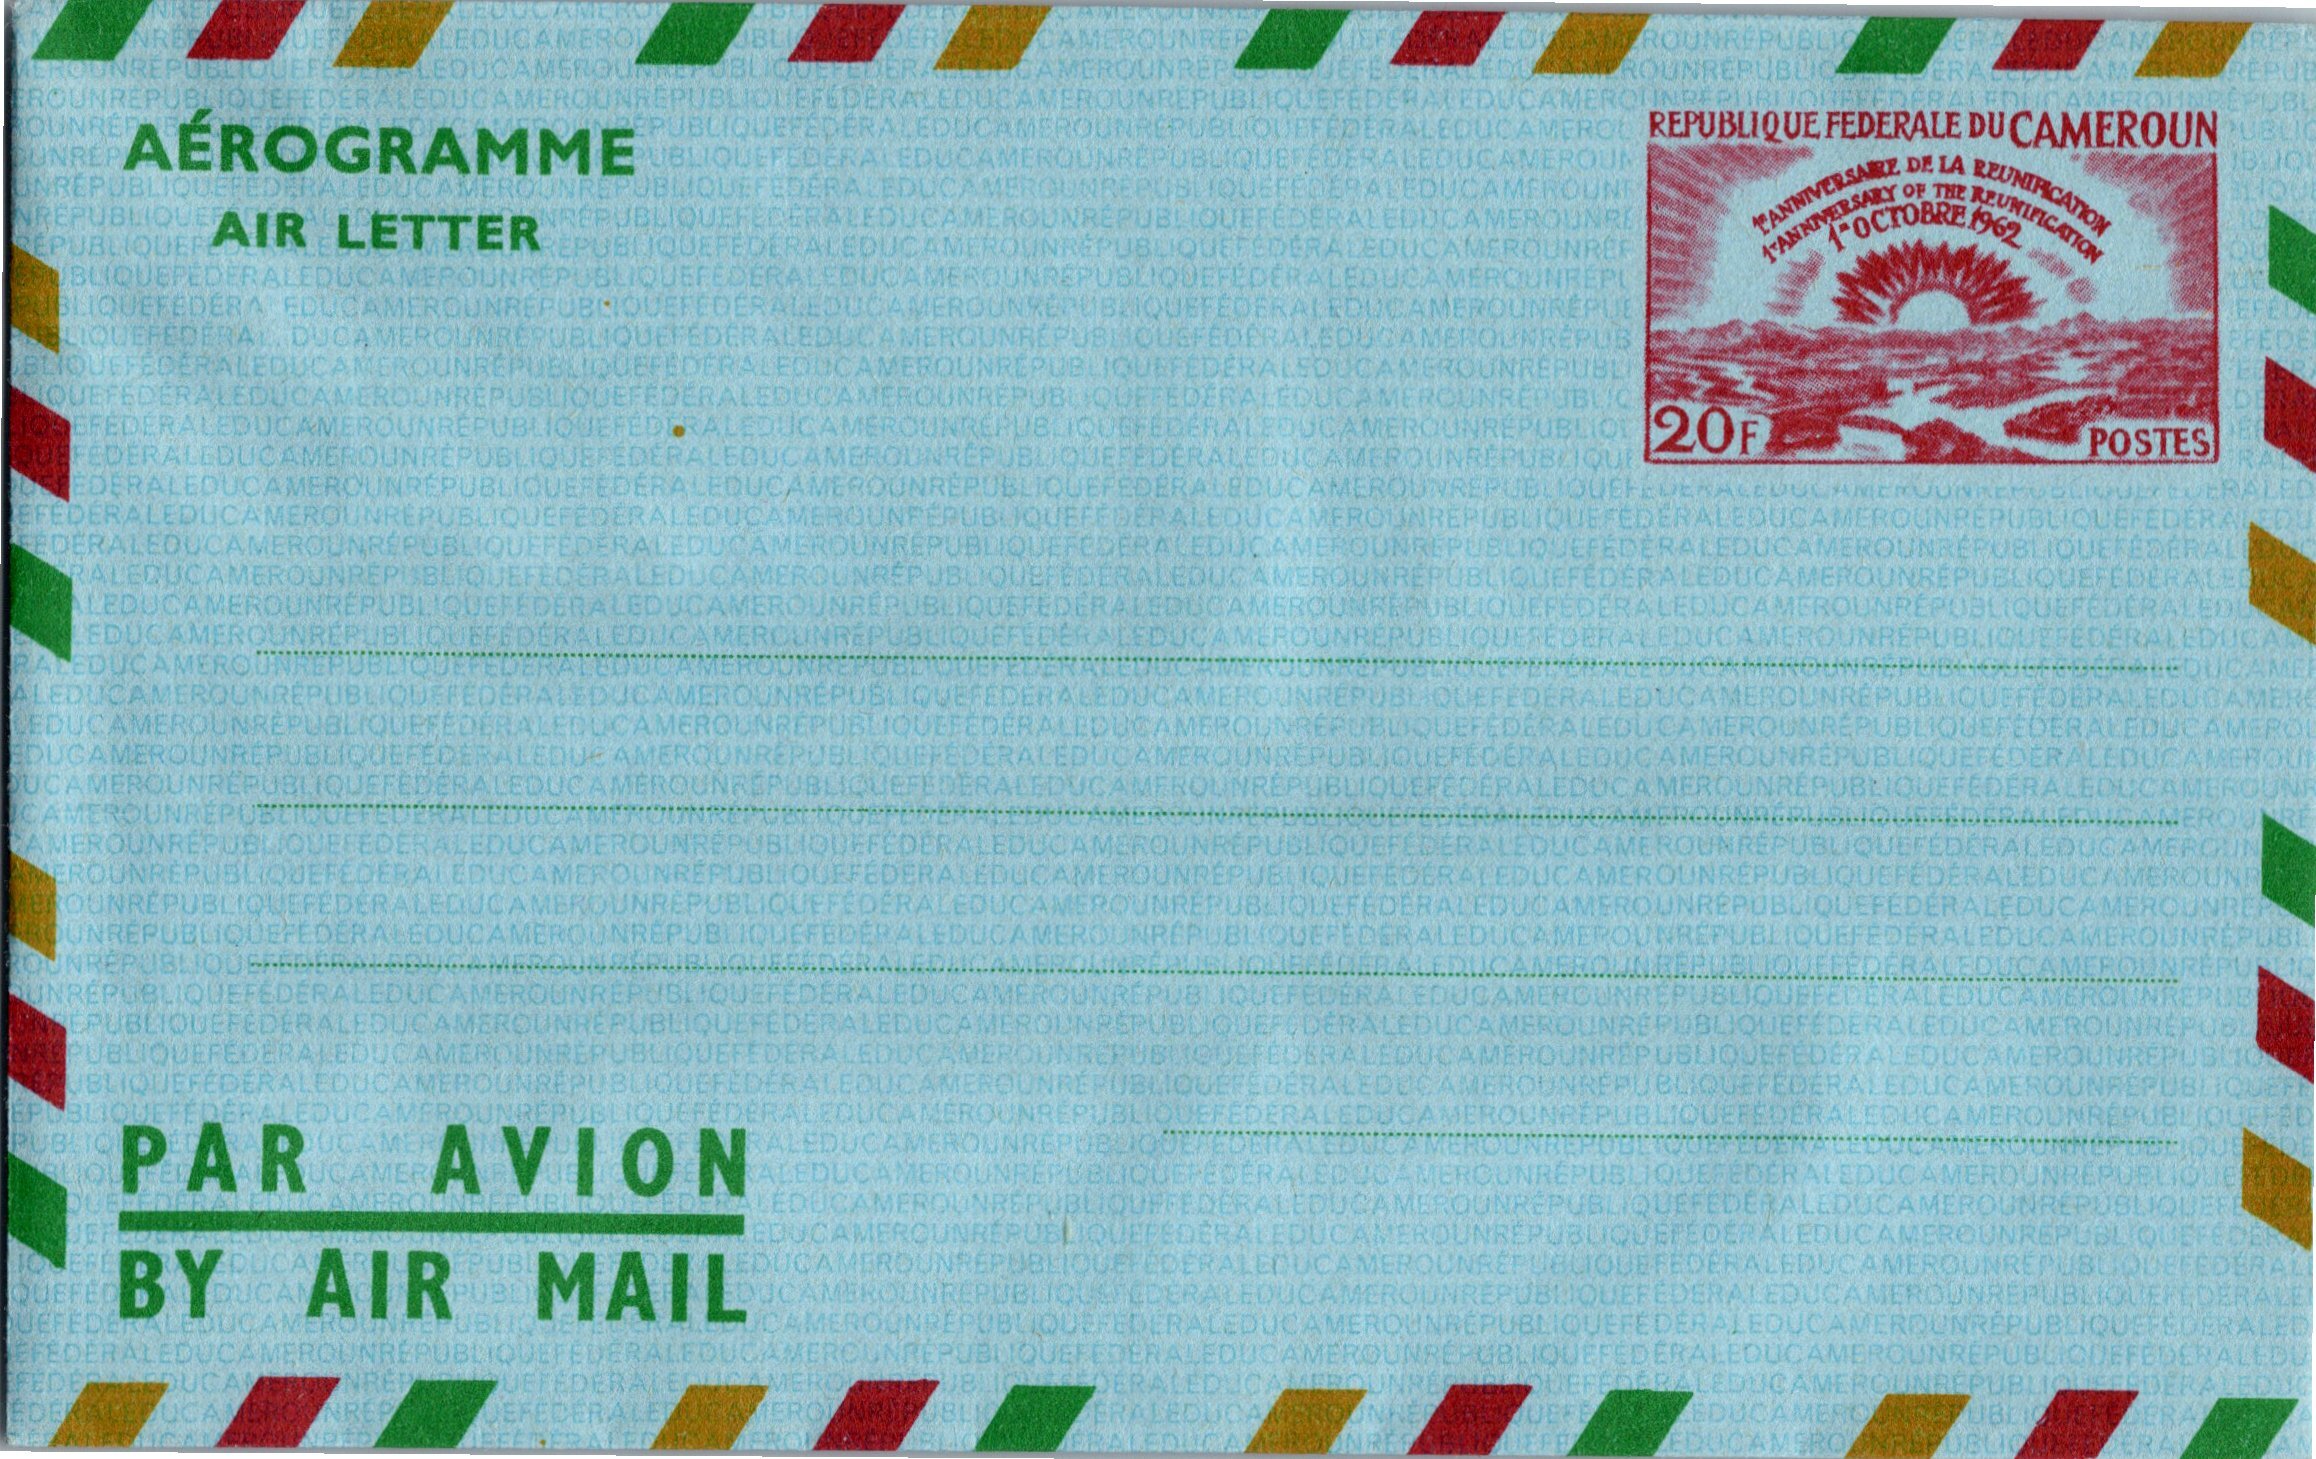 AÉROGRAMME
AIR LETTER
REPUBLIQUE FEDERALE DU CAMEROUN
1er ANNIVERSAIRE DE LA REUNIFICATION
1st ANNIVERSARY OF THE REUNIFICATION
1er OCTOBRE 1962
20F
POSTES
PAR AVION
BY AIR MAIL